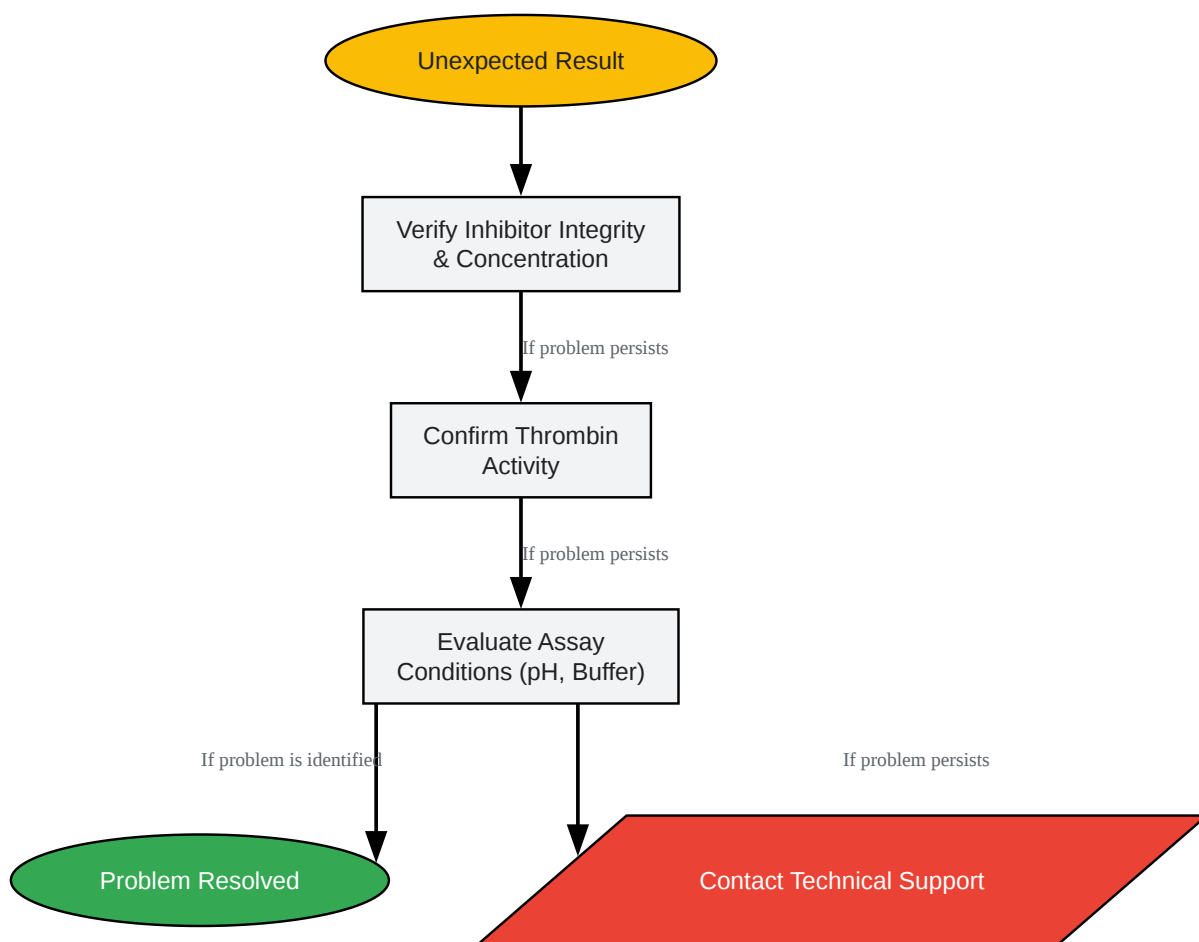 Unexpected Result
Verify Inhibitor Integrity
& Concentration
If problem persists
Confirm Thrombin
Activity
If problem persists
Evaluate Assay
Conditions (pH, Buffer)
If problem is identified
If problem persists
Problem Resolved
Contact Technical Support